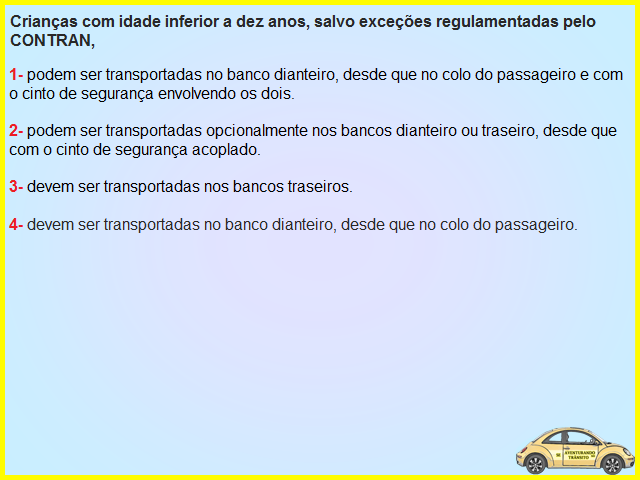 Crianças com idade inferior a dez anos, salvo exceções regulamentadas pelo
CONTRAN,
1- podem ser transportadas no banco dianteiro, desde que no colo do passageiro e com
o cinto de segurança envolvendo os dois.
2- podem ser transportadas opcionalmente nos bancos dianteiro ou traseiro, desde que
com o cinto de segurança acoplado.
3- devem ser transportadas nos bancos traseiros.
4- devem ser transportadas no banco dianteiro, desde que no colo do passageiro.
AVENTURANDO
TRÂNSITO